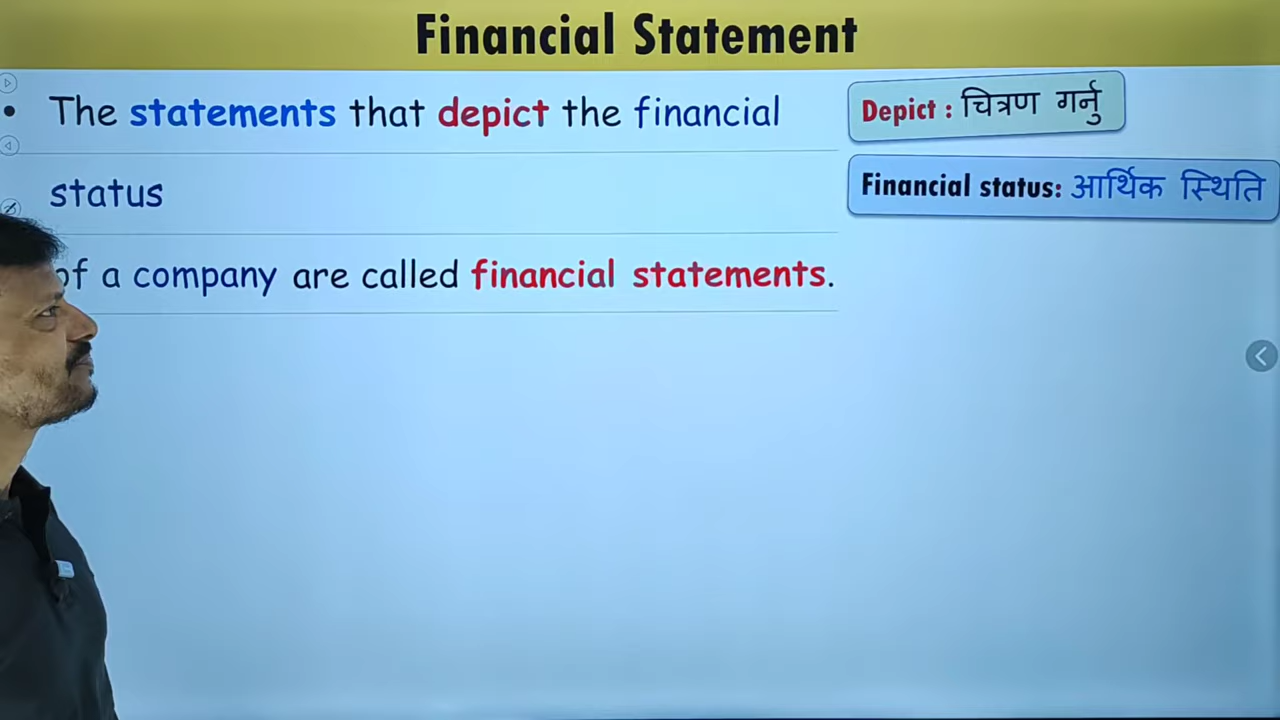 Financial Statement
• The statements that depict the financial
status
of a company are called financial statements.
Depict : चित्रण गर्नु
Financial status: आर्थिक स्थिति